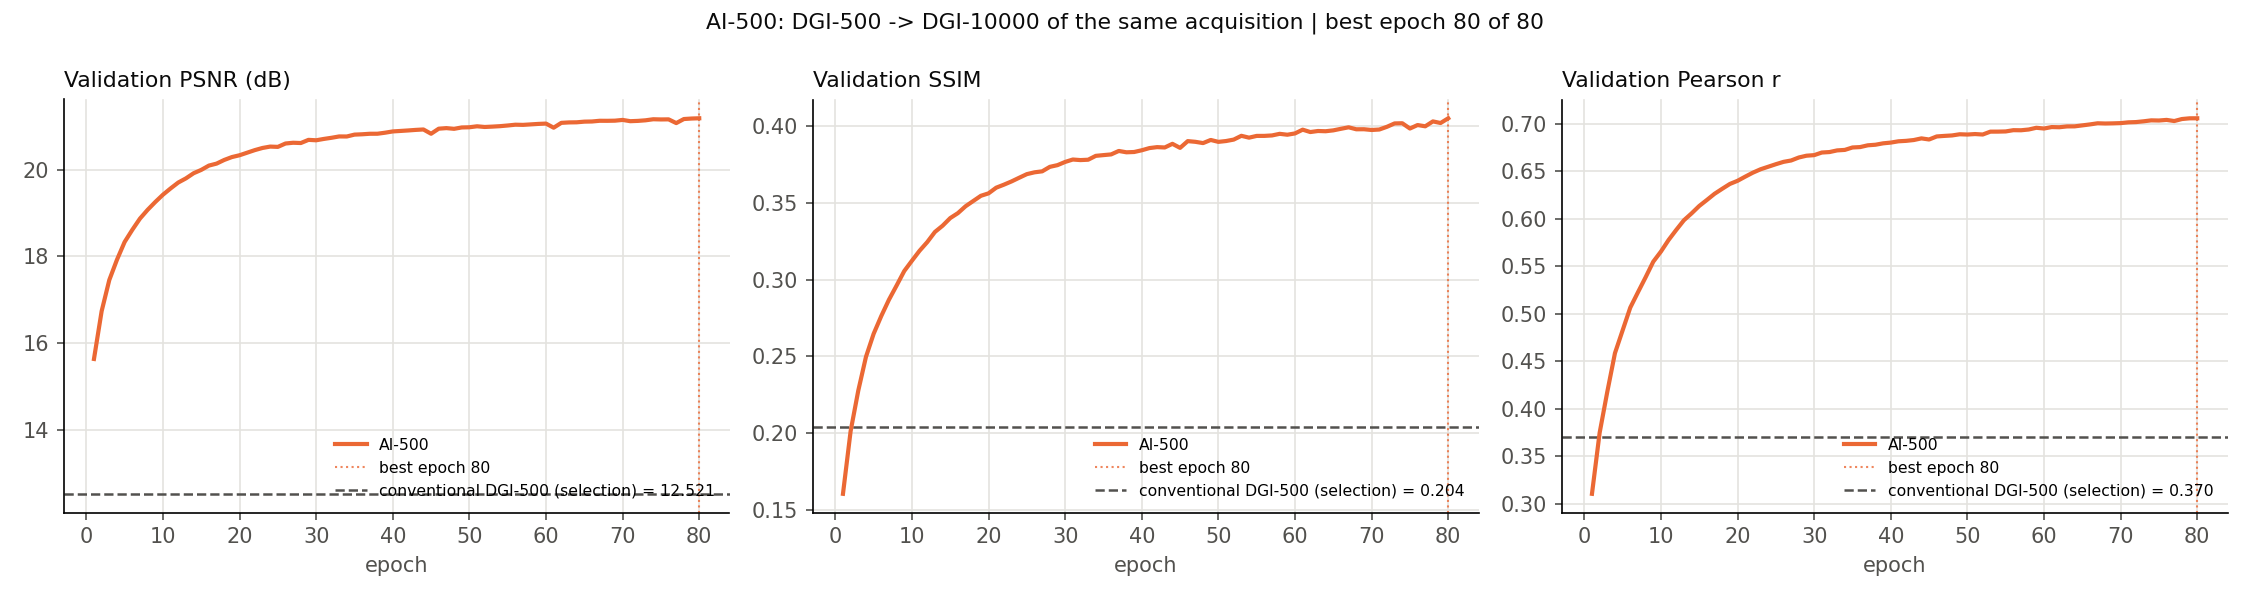 AI-500: DGI-500 -> DGI-10000 of the same acquisition | best epoch 80 of 80
Validation PSNR (dB)
20
18
16
14
AI-500
best epoch 80
conventional DGI-500 (selection) = 12.521
0 10 20 30 40 50 60 70 80
epoch
Validation SSIM
0.40
0.35
0.30
0.25
0.20
0.15
AI-500
best epoch 80
conventional DGI-500 (selection) = 0.204
0 10 20 30 40 50 60 70 80
epoch
Validation Pearson r
0.70
0.65
0.60
0.55
0.50
0.45
0.40
0.35
0.30
AI-500
best epoch 80
conventional DGI-500 (selection) = 0.370
0 10 20 30 40 50 60 70 80
epoch